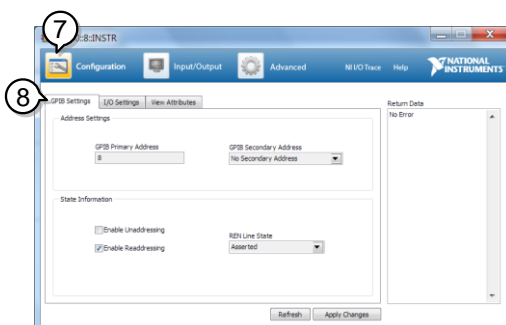 7
::8::INSTR
Configuration
Input/Output
Advanced
NI I/O Trace
Help
NATIONAL
INSTRUMENTS
8
GPIB Settings
I/O Settings
View Attributes
Return Data
Address Settings
No Error
GPIB Primary Address
GPIB Secondary Address
8
No Secondary Address
State Information
Enable Unaddressing
REN Line State
Enable Readdressing
Asserted
Refresh
Apply Changes